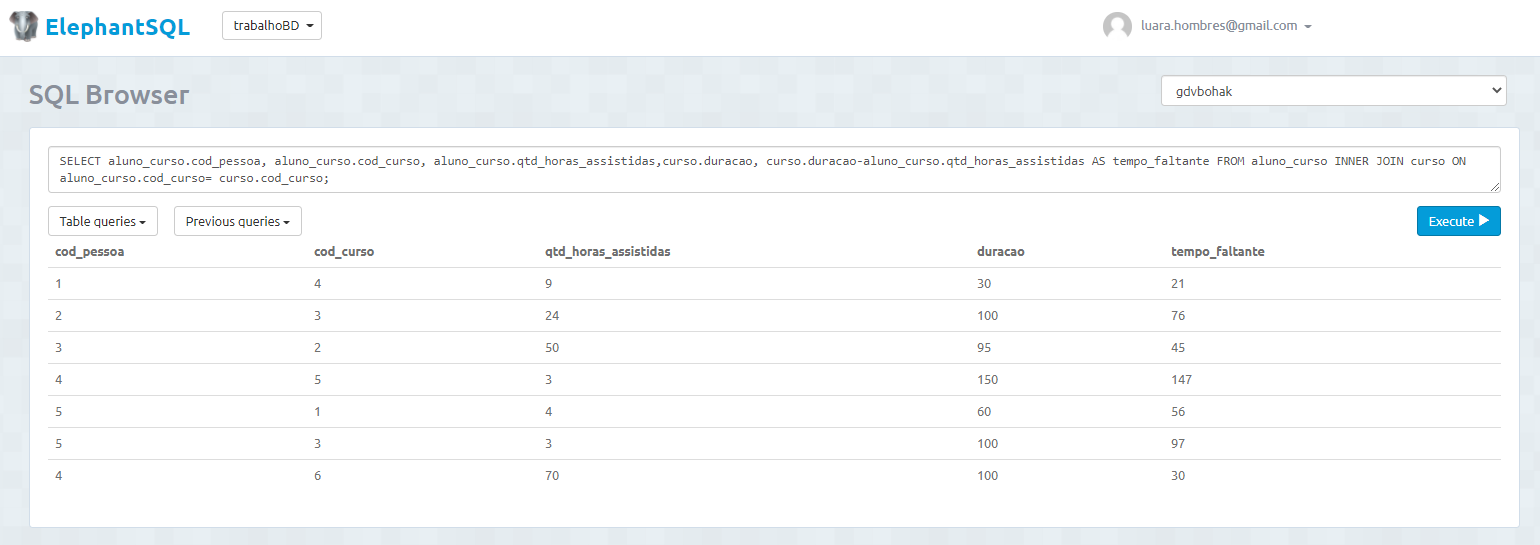 ElephantSQL trabalhoBD luara.hombres@gmail.com
SQL Browser gdvbohak
SELECT aluno_curso.cod_pessoa, aluno_curso.cod_curso, aluno_curso.qtd_horas_assistidas,curso.duracao, curso.duracao-aluno_curso.qtd_horas_assistidas AS tempo_faltante FROM aluno_curso INNER JOIN curso ON
aluno_curso.cod_curso= curso.cod_curso;
Table queries Previous queries Execute
cod_pessoa cod_curso qtd_horas_assistidas duracao tempo_faltante
1 4 9 30 21
2 3 24 100 76
3 2 50 95 45
4 5 3 150 147
5 1 4 60 56
5 3 3 100 97
4 6 70 100 30